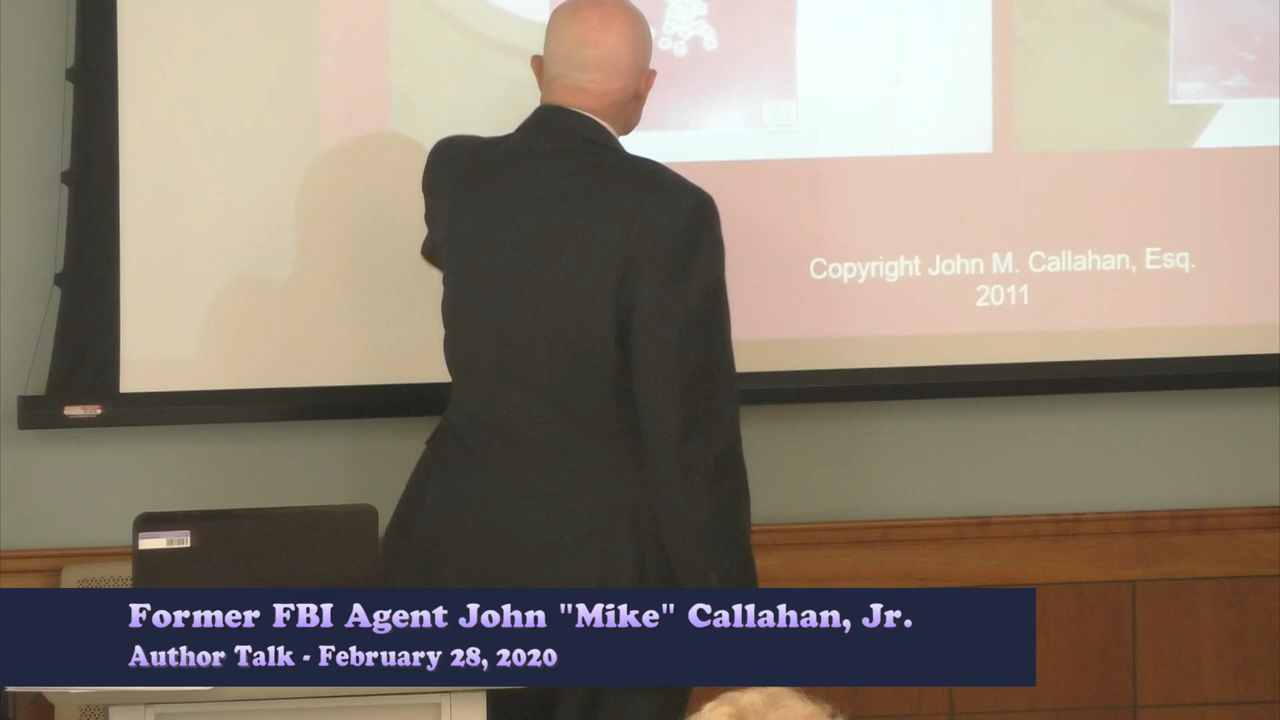 Copyright John M. Callahan, Esq.
2011
Former FBI Agent John "Mike" Callahan, Jr.
Author Talk - February 28, 2020